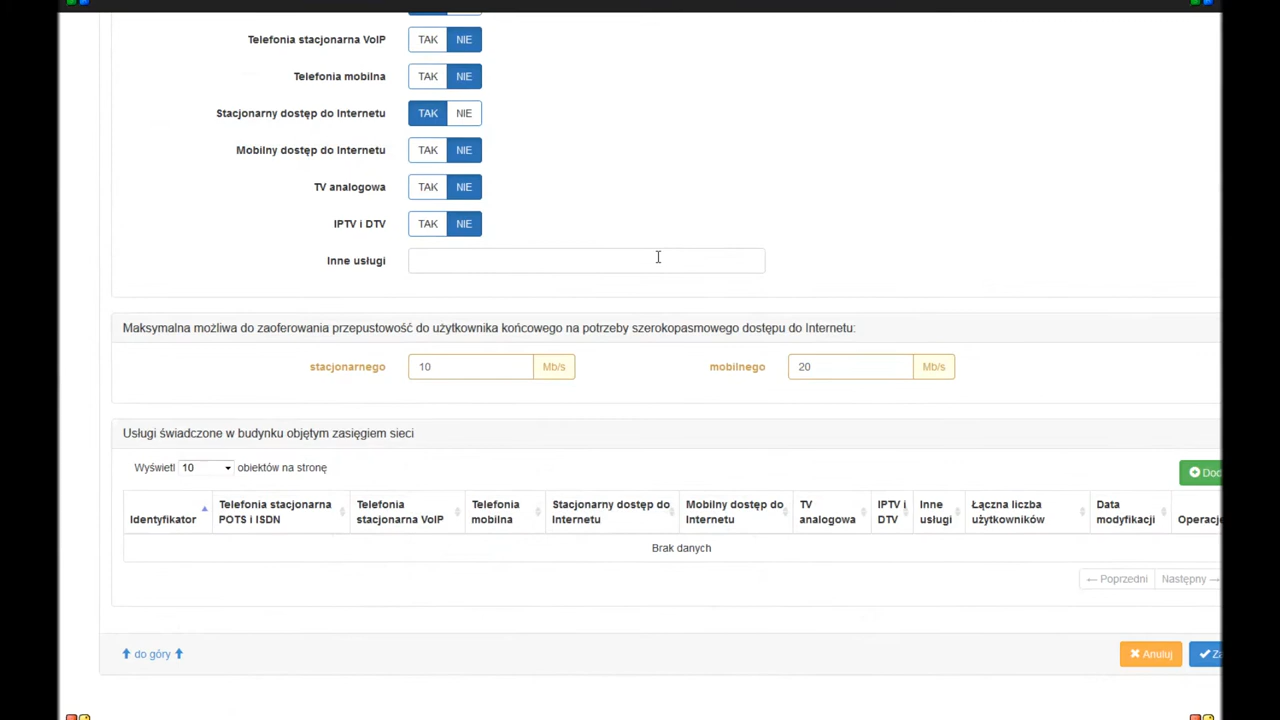 Telefonia stacjonarna VoIP TAK NIE
Telefonia mobilna TAK NIE
Stacjonarny dostęp do Internetu TAK NIE
Mobilny dostęp do Internetu TAK NIE
TV analogowa TAK NIE
IPTV i DTV TAK NIE
Inne usługi
Maksymalna możliwa do zaoferowania przepustowość do użytkownika końcowego na potrzeby szerokopasmowego dostępu do Internetu:
stacjonarnego 10 Mb/s mobilnego 20 Mb/s
Usługi świadczone w budynku objętym zasięgiem sieci
Wyświetl 10 obiektów na stronę
Identyfikator
Telefonia stacjonarna
POTS i ISDN
Telefonia
stacjonarna VoIP
Telefonia
mobilna
Stacjonarny dostęp do
Internetu
Mobilny dostęp do
Internetu
TV
analogowa
IPTV i
DTV
Inne
usługi
Łączna liczba
użytkowników
Data
modyfikacji
Operacje
Brak danych
← Poprzedni Następny →
do góry Anuluj